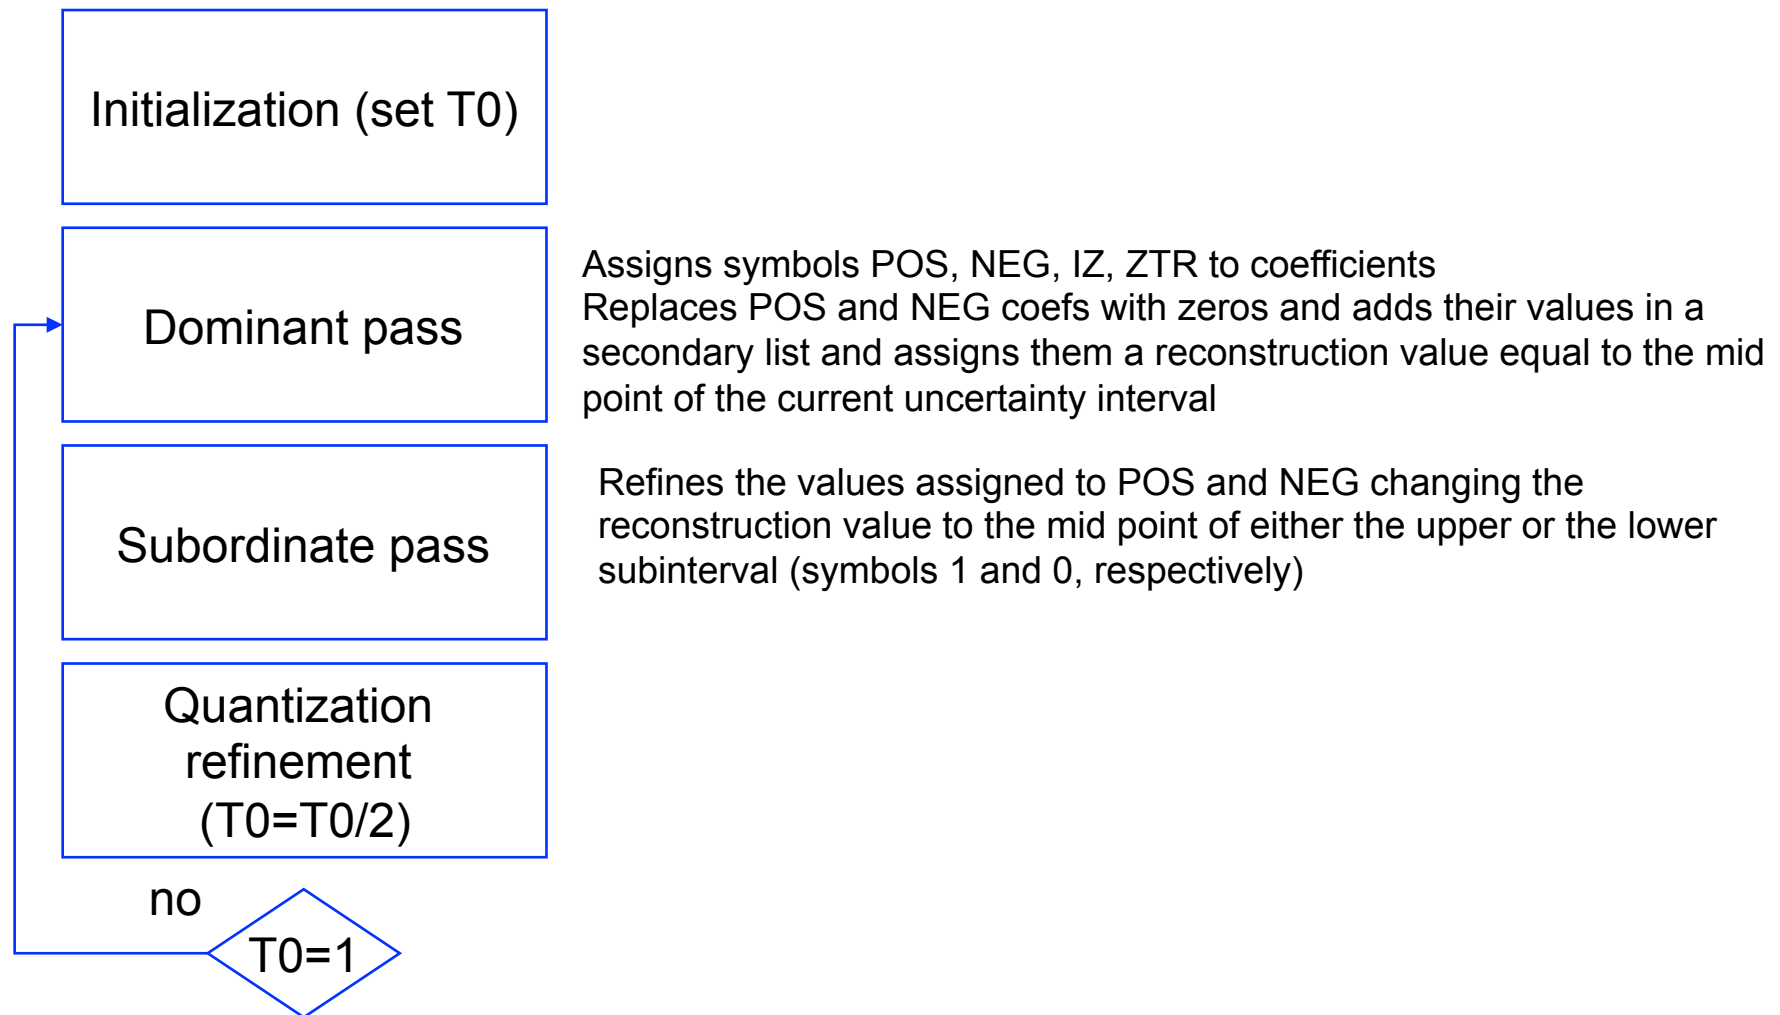 Initialization (set T0)
Dominant pass
Assigns symbols POS, NEG, IZ, ZTR to coefficients
Replaces POS and NEG coefs with zeros and adds their values in a
secondary list and assigns them a reconstruction value equal to the mid
point of the current uncertainty interval
Subordinate pass
Refines the values assigned to POS and NEG changing the
reconstruction value to the mid point of either the upper or the lower
subinterval (symbols 1 and 0, respectively)
Quantization
refinement
(T0=T0/2)
no
T0=1